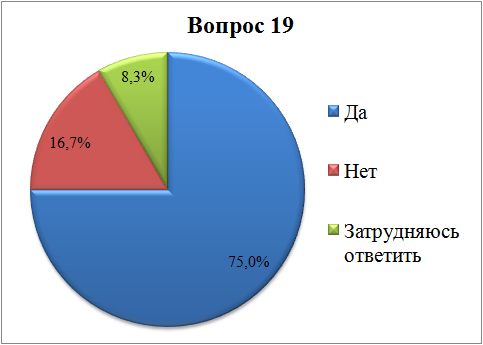 Вопрос 19
8,3%
16,7%
75,0%
Да
Нет
Затрудняюсь
ответить